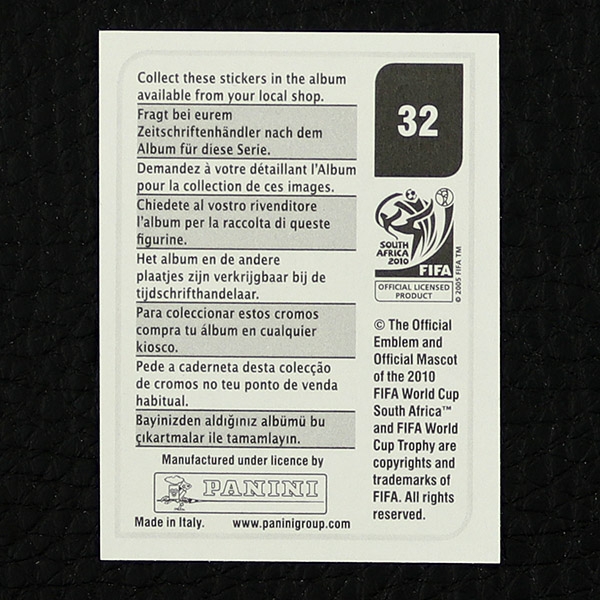 Collect these stickers in the album
available from your local shop.
Fragt bei eurem
Zeitschriftenhändler nach dem
Album für diese Serie.
Demandez à votre détaillant l'Album
pour la collection de ces images.
Chiedete al vostro rivenditore
l'album per la raccolta di queste
figurine.
Het album en de andere
plaatjes zijn verkrijgbaar bij de
tijdschrifthandelaar.
Para coleccionar estos cromos
compra tu álbum en cualquier
kiosco.
Pede a caderneta desta colecção
de cromos no teu ponto de venda
habitual.
Bayinizden aldığınız albümü bu
çıkartmalar ile tamamlayın.
Manufactured under licence by
PANINI
Made in Italy. www.paninigroup.com
32
SOUTH
AFRICA
2010
FIFA
OFFICIAL LICENSED
PRODUCT
© 2005 FIFA TM
© The Official
Emblem and
Official Mascot
of the 2010
FIFA World Cup
South Africa™
and FIFA World
Cup Trophy are
copyrights and
trademarks of
FIFA. All rights
reserved.